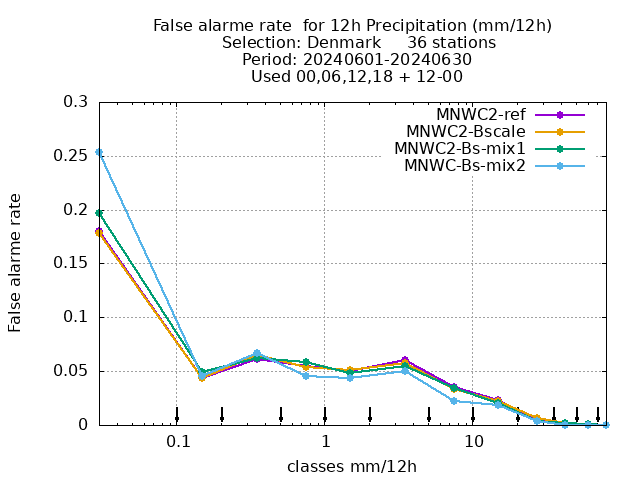 False alarme rate  for 12h Precipitation (mm/12h)
Selection: Denmark     36 stations
Period: 20240601-20240630
Used 00,06,12,18 + 12-00
MNWC2-ref
MNWC2-Bscale
MNWC2-Bs-mix1
MNWC-Bs-mix2
False alarme rate
0.3
0.25
0.2
0.15
0.1
0.05
0
0.1
1
10
classes mm/12h